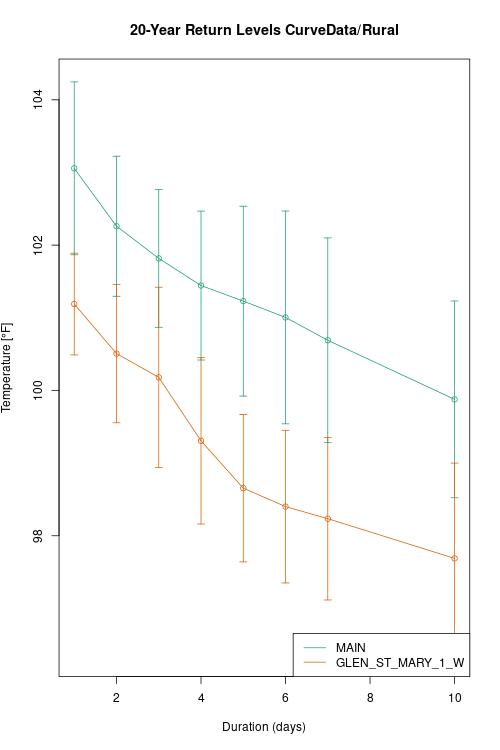 20-Year Return Levels CurveData/Rural
Temperature [°F]
104
102
100
98
2
4
6
8
10
Duration (days)
MAIN
GLEN_ST_MARY_1_W